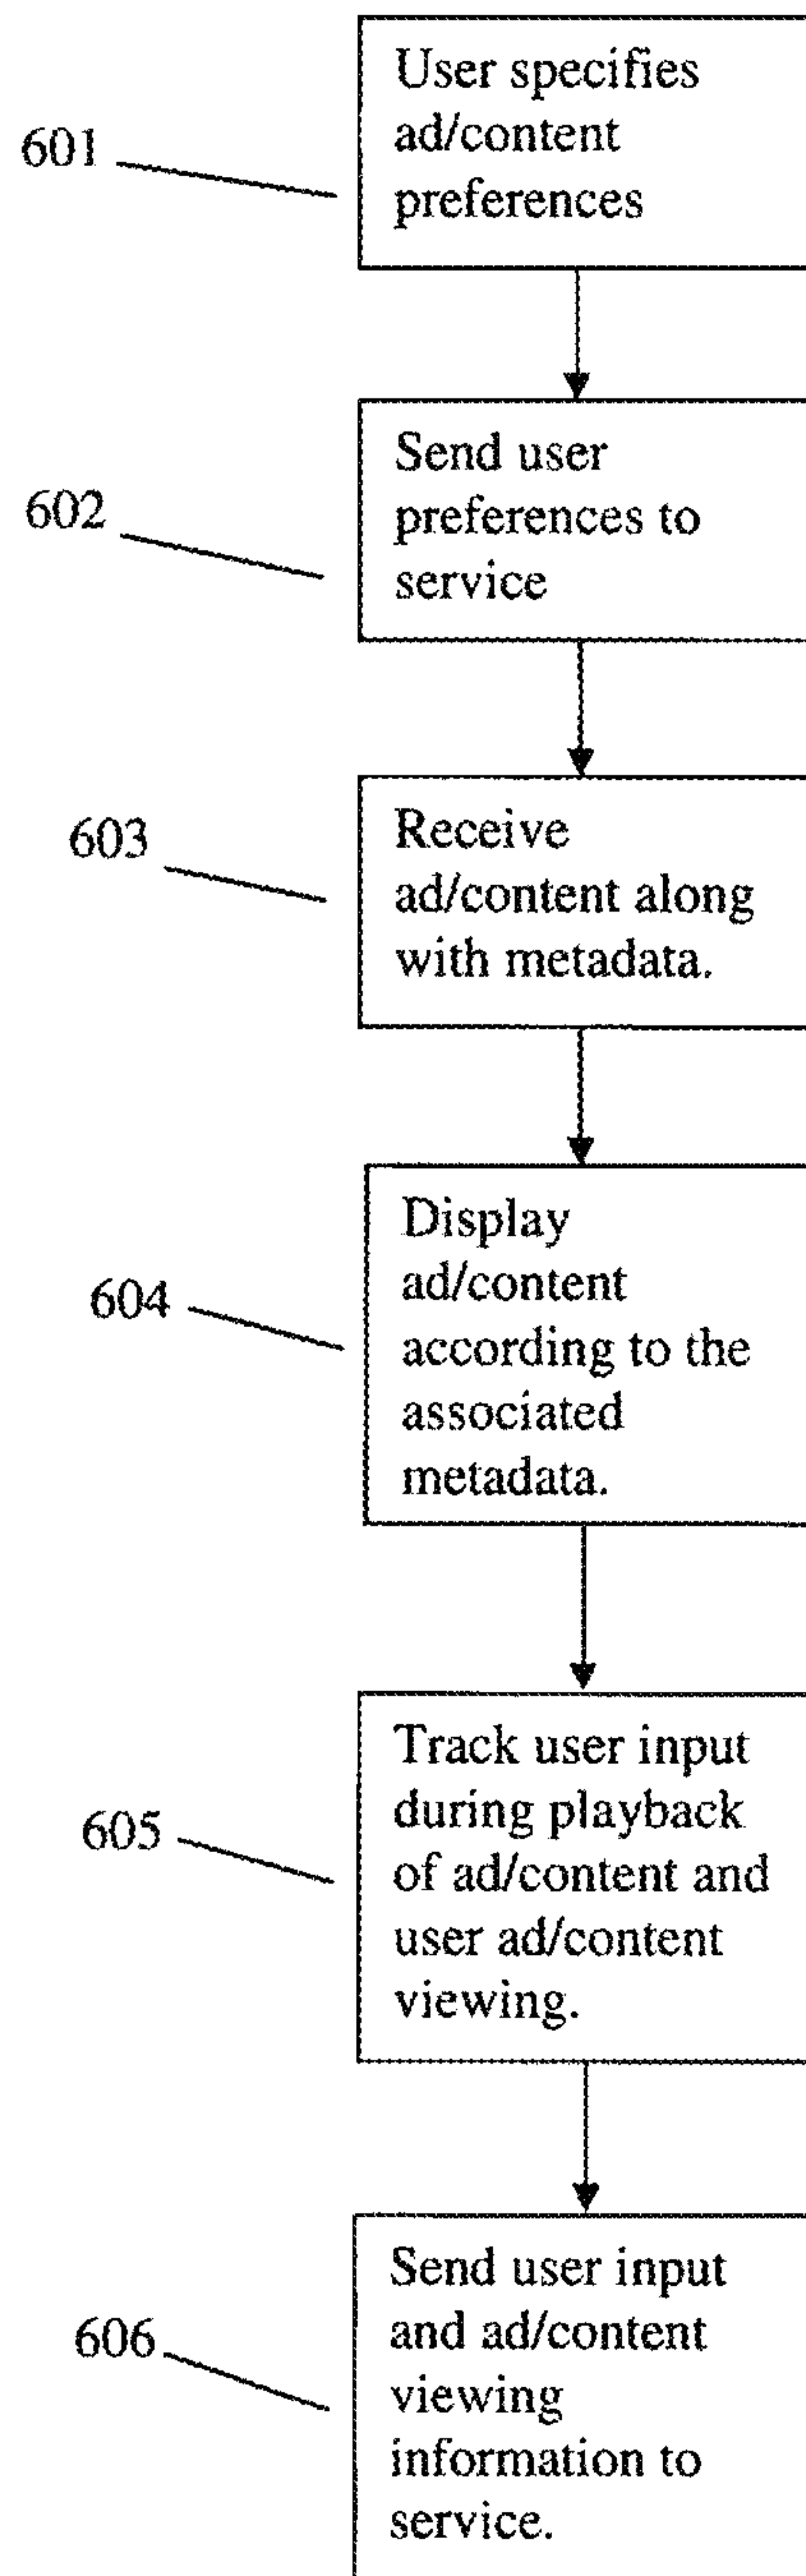 601
User specifies
ad/content
preferences
602
Send user
preferences to
service
603
Receive
ad/content along
with metadata.
604
Display
ad/content
according to the
associated
metadata.
605
Track user input
during playback
of ad/content and
user ad/content
viewing.
606
Send user input
and ad/content
viewing
information to
service.